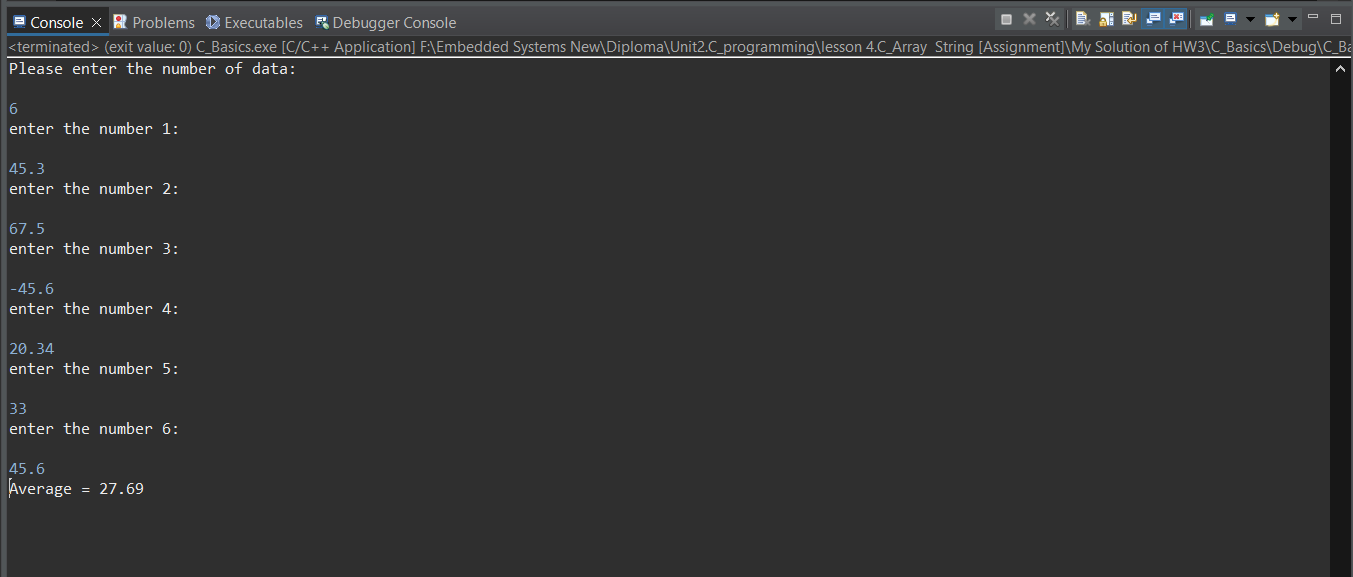 Console Problems Executables Debugger Console
<terminated> (exit value: 0) C_Basics.exe [C/C++ Application] F:\Embedded Systems New\Diploma\Unit2.C_programming\lesson 4.C_Array  String [Assignment]\My Solution of HW3\C_Basics\Debug\C_Ba
Please enter the number of data:
6
enter the number 1:
45.3
enter the number 2:
67.5
enter the number 3:
-45.6
enter the number 4:
20.34
enter the number 5:
33
enter the number 6:
45.6
Average = 27.69